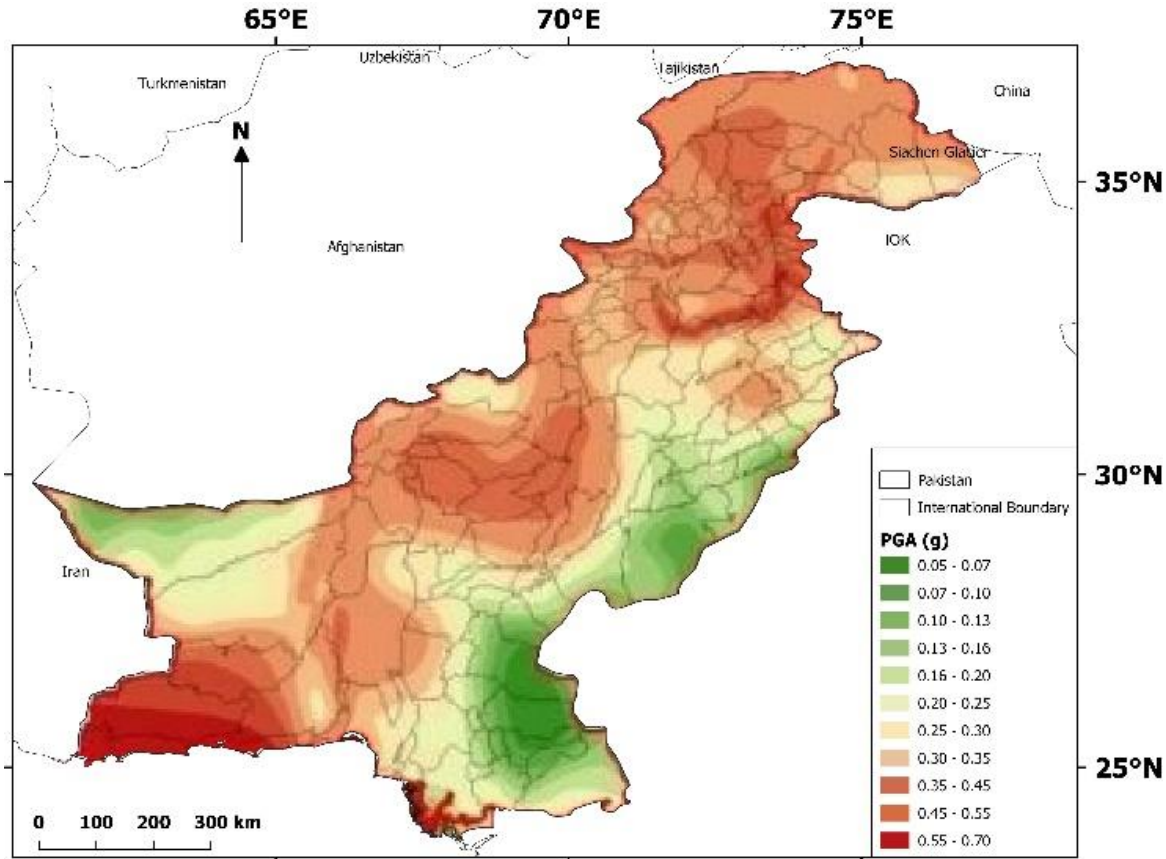 65°E 70°E 75°E
Uzbekistan
Tajikistan
Turkmenistan
China
N
Siachen Glacier
35°N
Afghanistan
IOK
30°N
Pakistan
International Boundary
PGA (g)
Iran
0.05 - 0.07
0.07 - 0.10
0.10 - 0.13
0.13 - 0.16
0.16 - 0.20
0.20 - 0.25
0.25 - 0.30
0.30 - 0.35
0.35 - 0.45
0.45 - 0.55
0.55 - 0.70
25°N
0 100 200 300 km